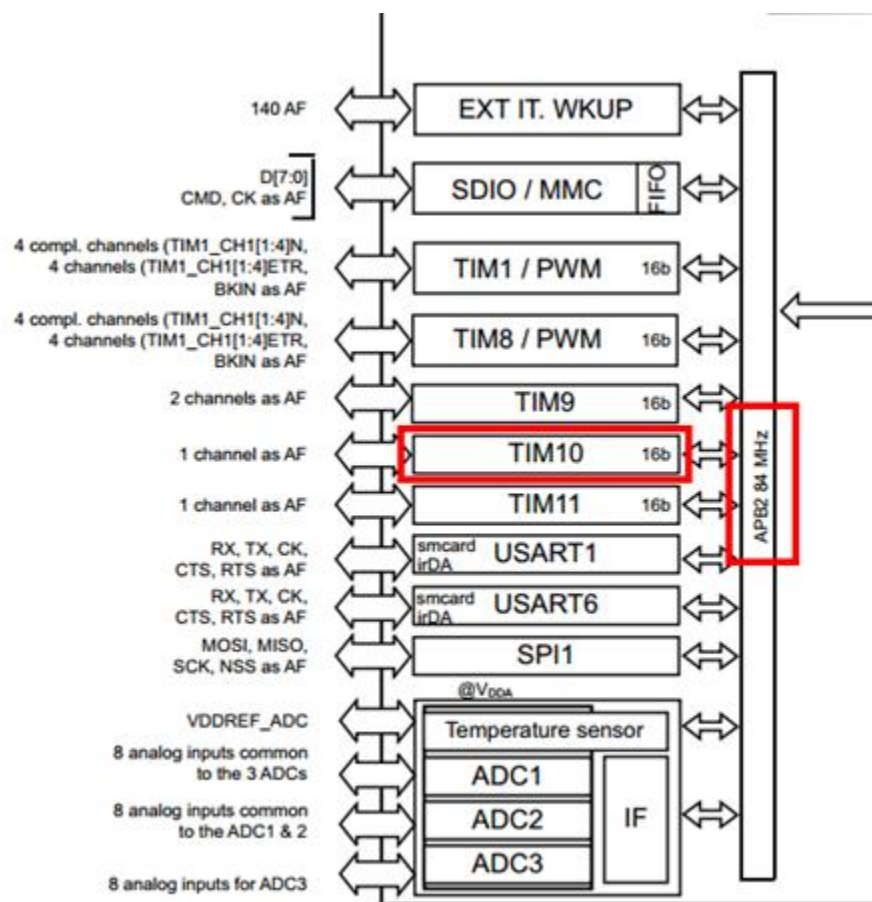 140 AF
EXT IT. WKUP
D[7:0]
CMD, CK as AF
SDIO / MMC
FIFO
4 compl. channels (TIM1_CH1[1:4]N,
4 channels (TIM1_CH1[1:4]ETR,
BKIN as AF
TIM1 / PWM 16b
4 compl. channels (TIM1_CH1[1:4]N,
4 channels (TIM1_CH1[1:4]ETR,
BKIN as AF
TIM8 / PWM 16b
2 channels as AF
TIM9 16b
1 channel as AF
TIM10 16b
APB2 84 MHz
1 channel as AF
TIM11 16b
RX, TX, CK,
CTS, RTS as AF
smcard
irDA
USART1
RX, TX, CK,
CTS, RTS as AF
smcard
irDA
USART6
MOSI, MISO,
SCK, NSS as AF
SPI1
@VDDA
VDDREF_ADC
Temperature sensor
8 analog inputs common
to the 3 ADCs
ADC1
8 analog inputs common
to the ADC1 & 2
ADC2
IF
8 analog inputs for ADC3
ADC3